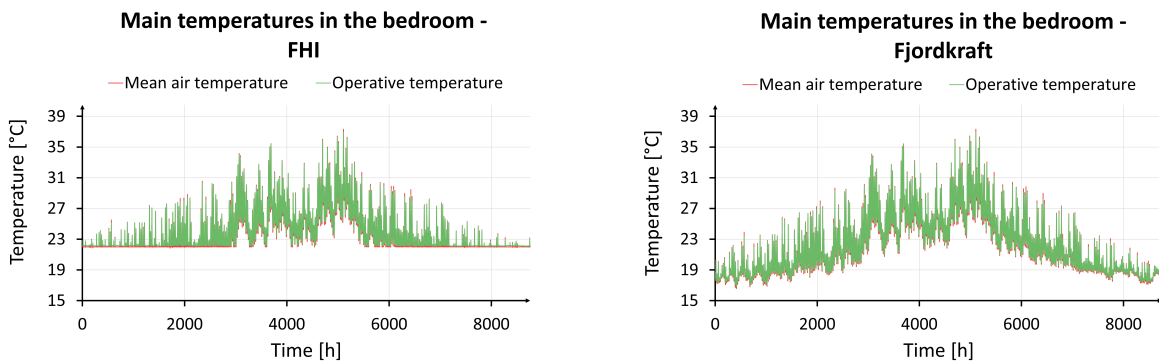 Main temperatures in the bedroom -
FHI
Mean air temperature
Operative temperature
Temperature [°C]
39
35
31
27
23
19
15
0
2000
4000
6000
8000
Time [h]
Main temperatures in the bedroom -
Fjordkraft
Mean air temperature
Operative temperature
Temperature [°C]
39
35
31
27
23
19
15
0
2000
4000
6000
8000
Time [h]